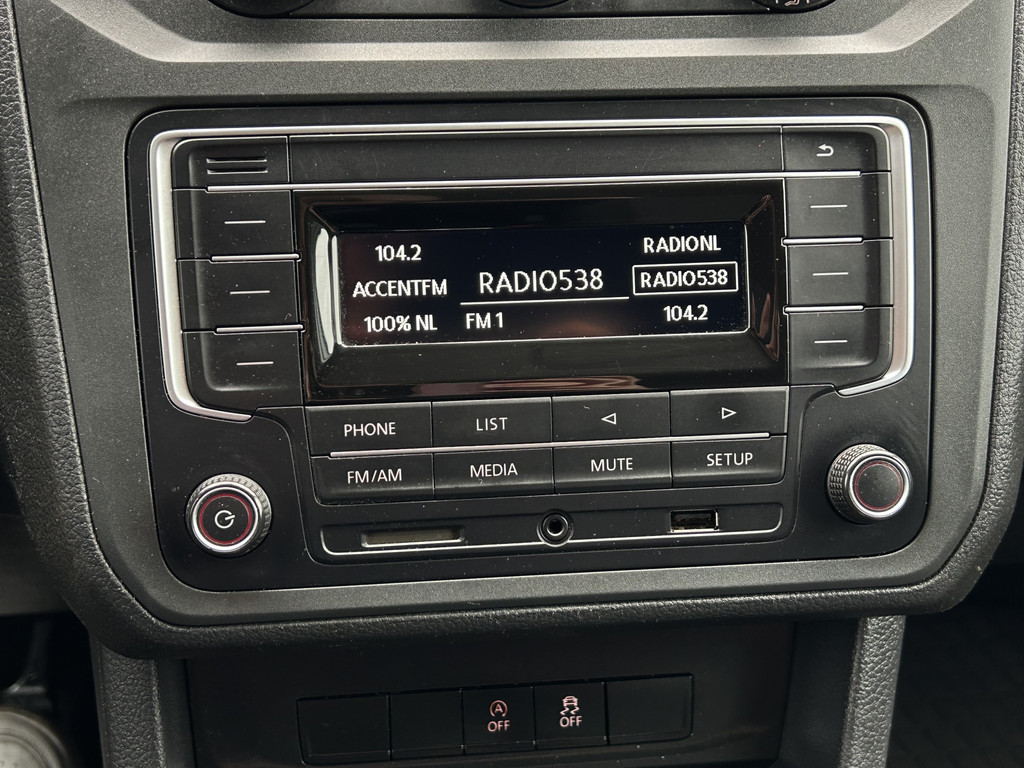 104.2
ACCENTFM
100% NL
RADIO538
FM 1
RADIONL
RADIO538
104.2
PHONE
LIST
FM/AM
MEDIA
MUTE
SETUP
A
OFF
OFF